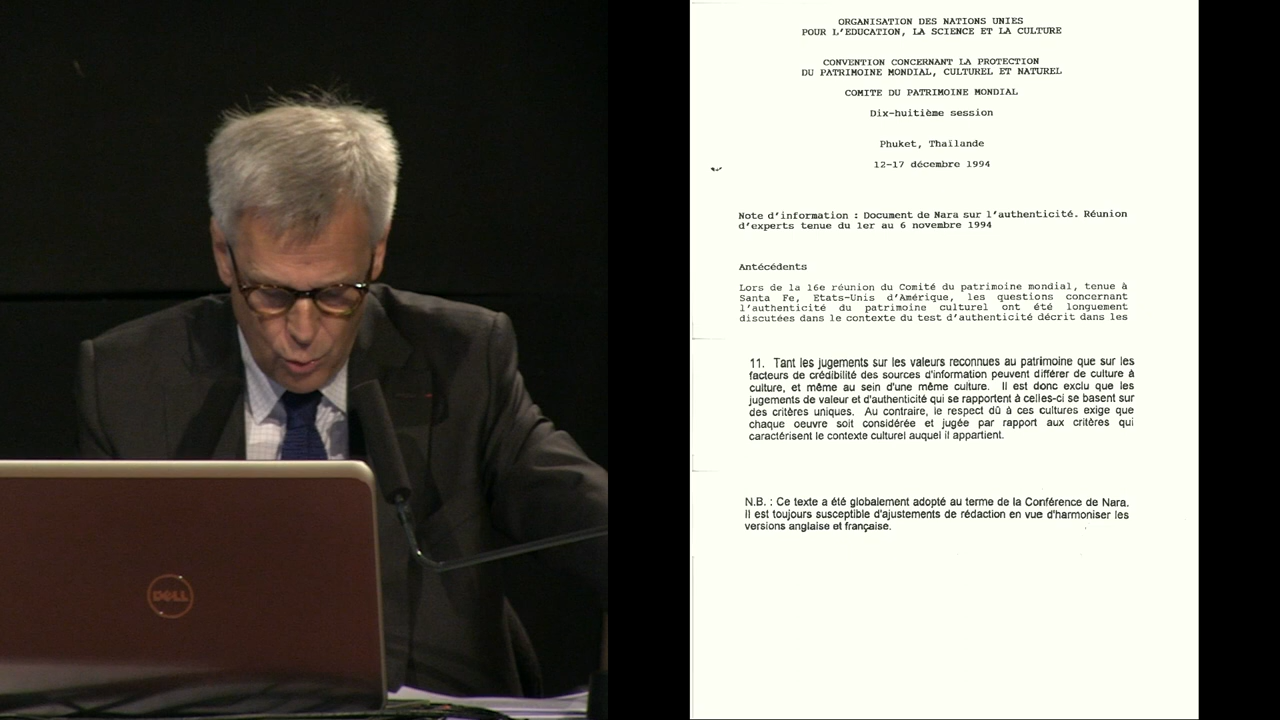 DELL
ORGANISATION DES NATIONS UNIES
POUR L'EDUCATION, LA SCIENCE ET LA CULTURE
CONVENTION CONCERNANT LA PROTECTION
DU PATRIMOINE MONDIAL, CULTUREL ET NATUREL
COMITE DU PATRIMOINE MONDIAL
Dix-huitième session
Phuket, Thaïlande
12-17 décembre 1994
Note d'information : Document de Nara sur l'authenticité. Réunion
d'experts tenue du 1er au 6 novembre 1994
Antécédents
Lors de la 16e réunion du Comité du patrimoine mondial, tenue à
Santa Fe, Etats-Unis d'Amérique, les questions concernant
l'authenticité du patrimoine culturel ont été longuement
discutées dans le contexte du test d'authenticité décrit dans les
11. Tant les jugements sur les valeurs reconnues au patrimoine que sur les
facteurs de crédibilité des sources d'information peuvent différer de culture à
culture, et même au sein d'une même culture. Il est donc exclu que les
jugements de valeur et d'authenticité qui se rapportent à celles-ci se basent sur
des critères uniques. Au contraire, le respect dû à ces cultures exige que
chaque oeuvre soit considérée et jugée par rapport aux critères qui
caractérisent le contexte culturel auquel il appartient.
N.B. : Ce texte a été globalement adopté au terme de la Conférence de Nara.
Il est toujours susceptible d'ajustements de rédaction en vue d'harmoniser les
versions anglaise et française.